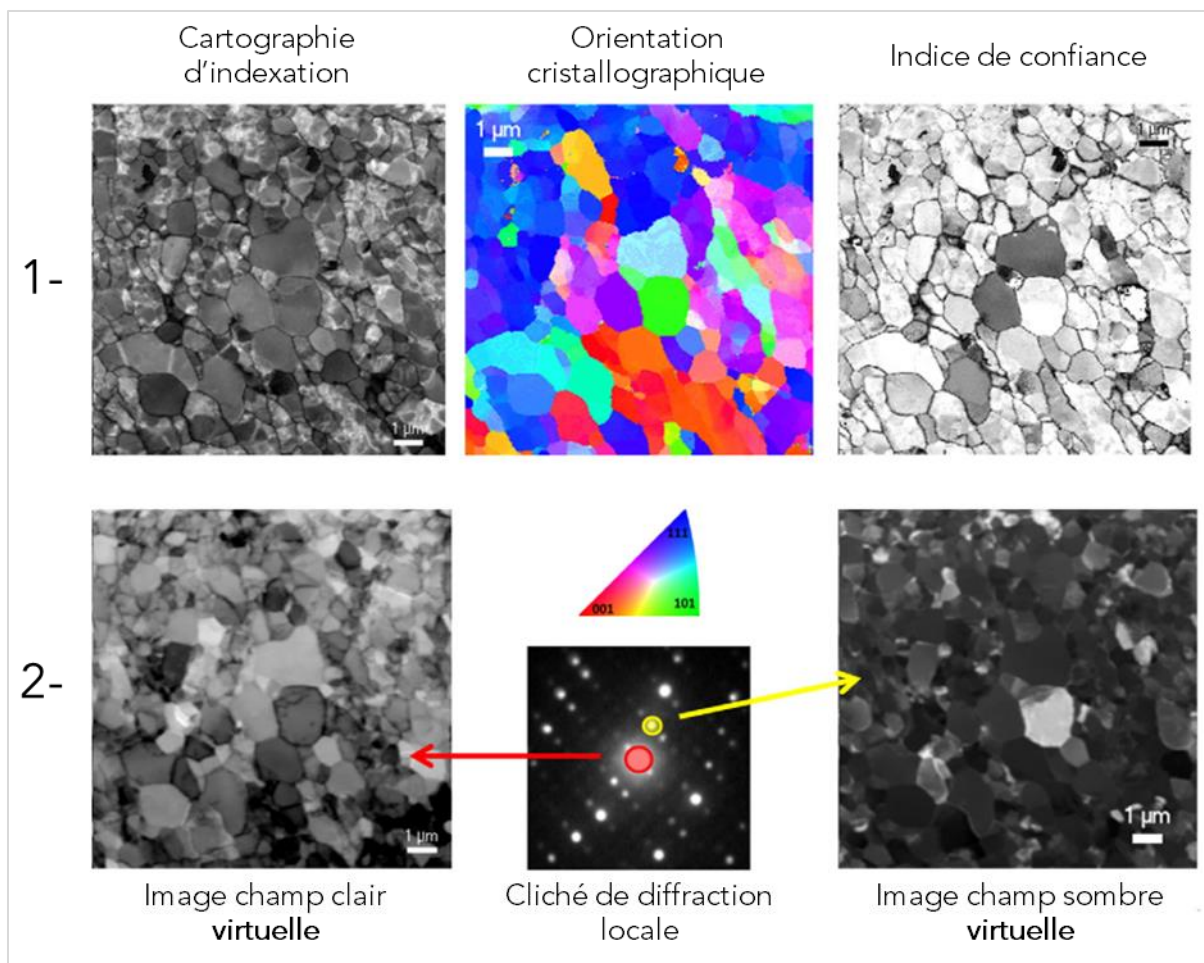 Cartographie
d'indexation
Orientation
cristallographique
Indice de confiance
1-
1 µm
1 µm
1 µm
2-
111
001
101
1 µm
1 µm
Image champ clair
virtuelle
Cliché de diffraction
locale
Image champ sombre
virtuelle